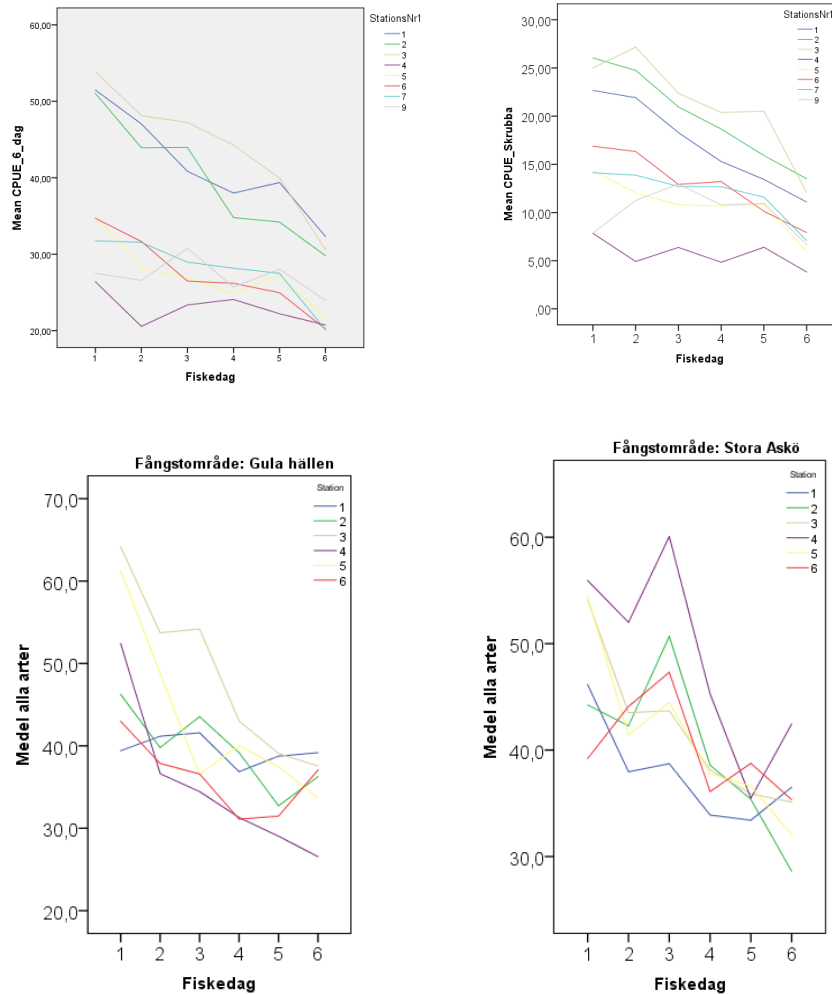 StationsNr1
1
2
3
4
5
6
7
9
60,00
50,00
40,00
30,00
20,00
Mean CPUE_6_dag
1 2 3 4 5 6
Fiskedag
StationsNr1
1
2
3
4
5
6
7
9
30,00
25,00
20,00
15,00
10,00
5,00
,00
Mean CPUE_Skrubba
1 2 3 4 5 6
Fiskedag
Fångstområde: Gula hällen
Station
1
2
3
4
5
6
70,0
60,0
50,0
40,0
30,0
20,0
Medel alla arter
1 2 3 4 5 6
Fiskedag
Fångstområde: Stora Askö
Station
1
2
3
4
5
6
60,0
50,0
40,0
30,0
Medel alla arter
1 2 3 4 5 6
Fiskedag